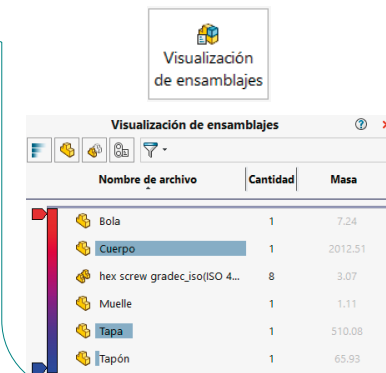 Visualización
de ensamblajes
Visualización de ensamblajes
Nombre de archivo Cantidad Masa
Bola 1 7.24
Cuerpo 1 2012.51
hex screw gradec_iso(ISO 4... 8 3.07
Muelle 1 1.11
Tapa 1 510.08
Tapón 1 65.93